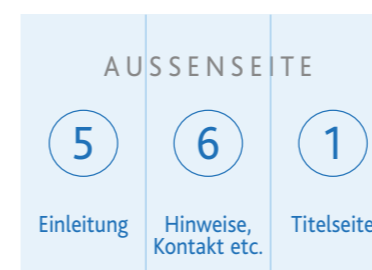 AUSSENSEITE
5 6 1
Einleitung Hinweise, Titelseite
Kontakt etc.